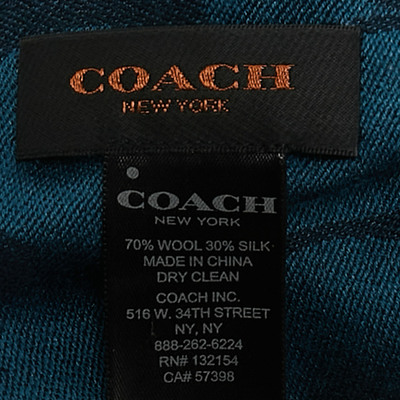 COACH
NEW YORK
COACH
NEW YORK
70% WOOL 30% SILK
MADE IN CHINA
DRY CLEAN
COACH INC.
516 W. 34TH STREET
NY, NY
888-262-6224
RN# 132154
CA# 57398